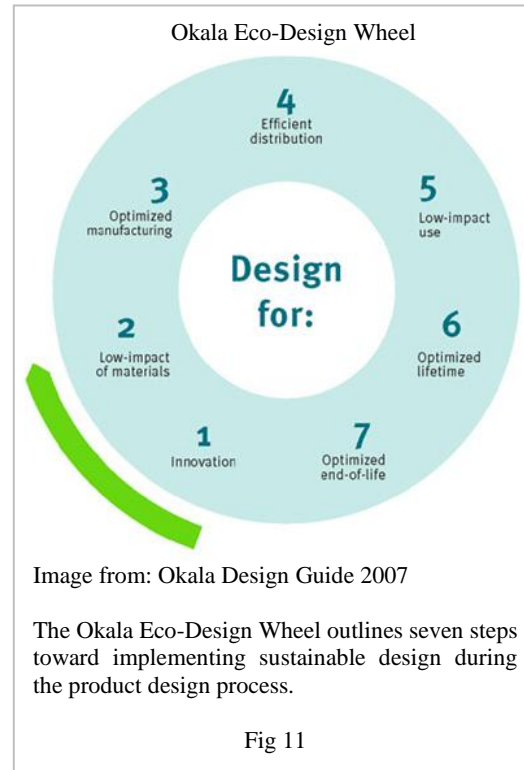 Okala Eco-Design Wheel
4
Efficient
distribution
3
Optimized
manufacturing
5
Low-impact
use
Design
for:
2
Low-impact
of materials
6
Optimized
lifetime
1
Innovation
7
Optimized
end-of-life
Image from: Okala Design Guide 2007
The Okala Eco-Design Wheel outlines seven steps
toward implementing sustainable design during
the product design process.
Fig 11